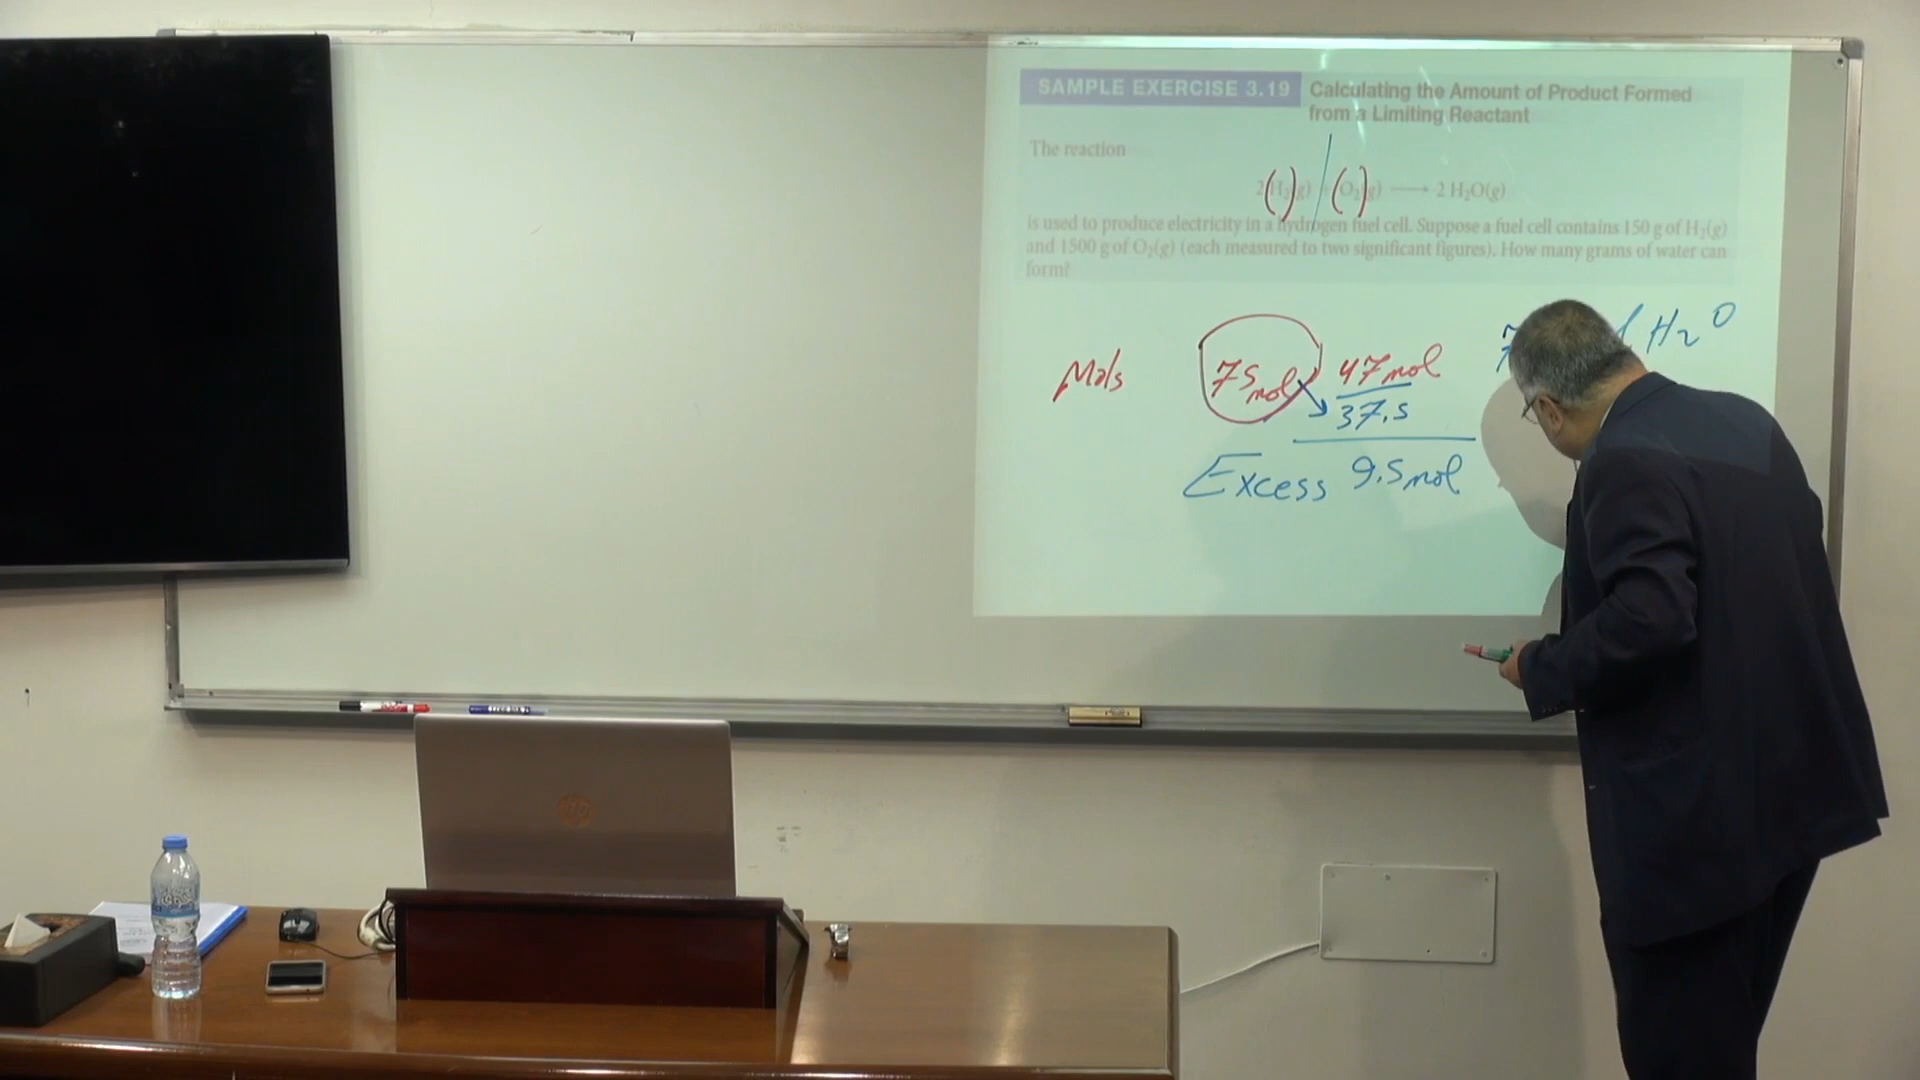 SAMPLE EXERCISE 3.19 Calculating the Amount of Product Formed
from a Limiting Reactant
The reaction
2 H₂(g) + O₂(g) ⟶ 2 H₂O(g)
is used to produce electricity in a hydrogen fuel cell. Suppose a fuel cell contains 150 g of H₂(g)
and 1500 g of O₂(g) (each measured to two significant figures). How many grams of water can
form?
Mols 75 mol 47 mol H₂O
37.5
Excess 9.5 mol
hp